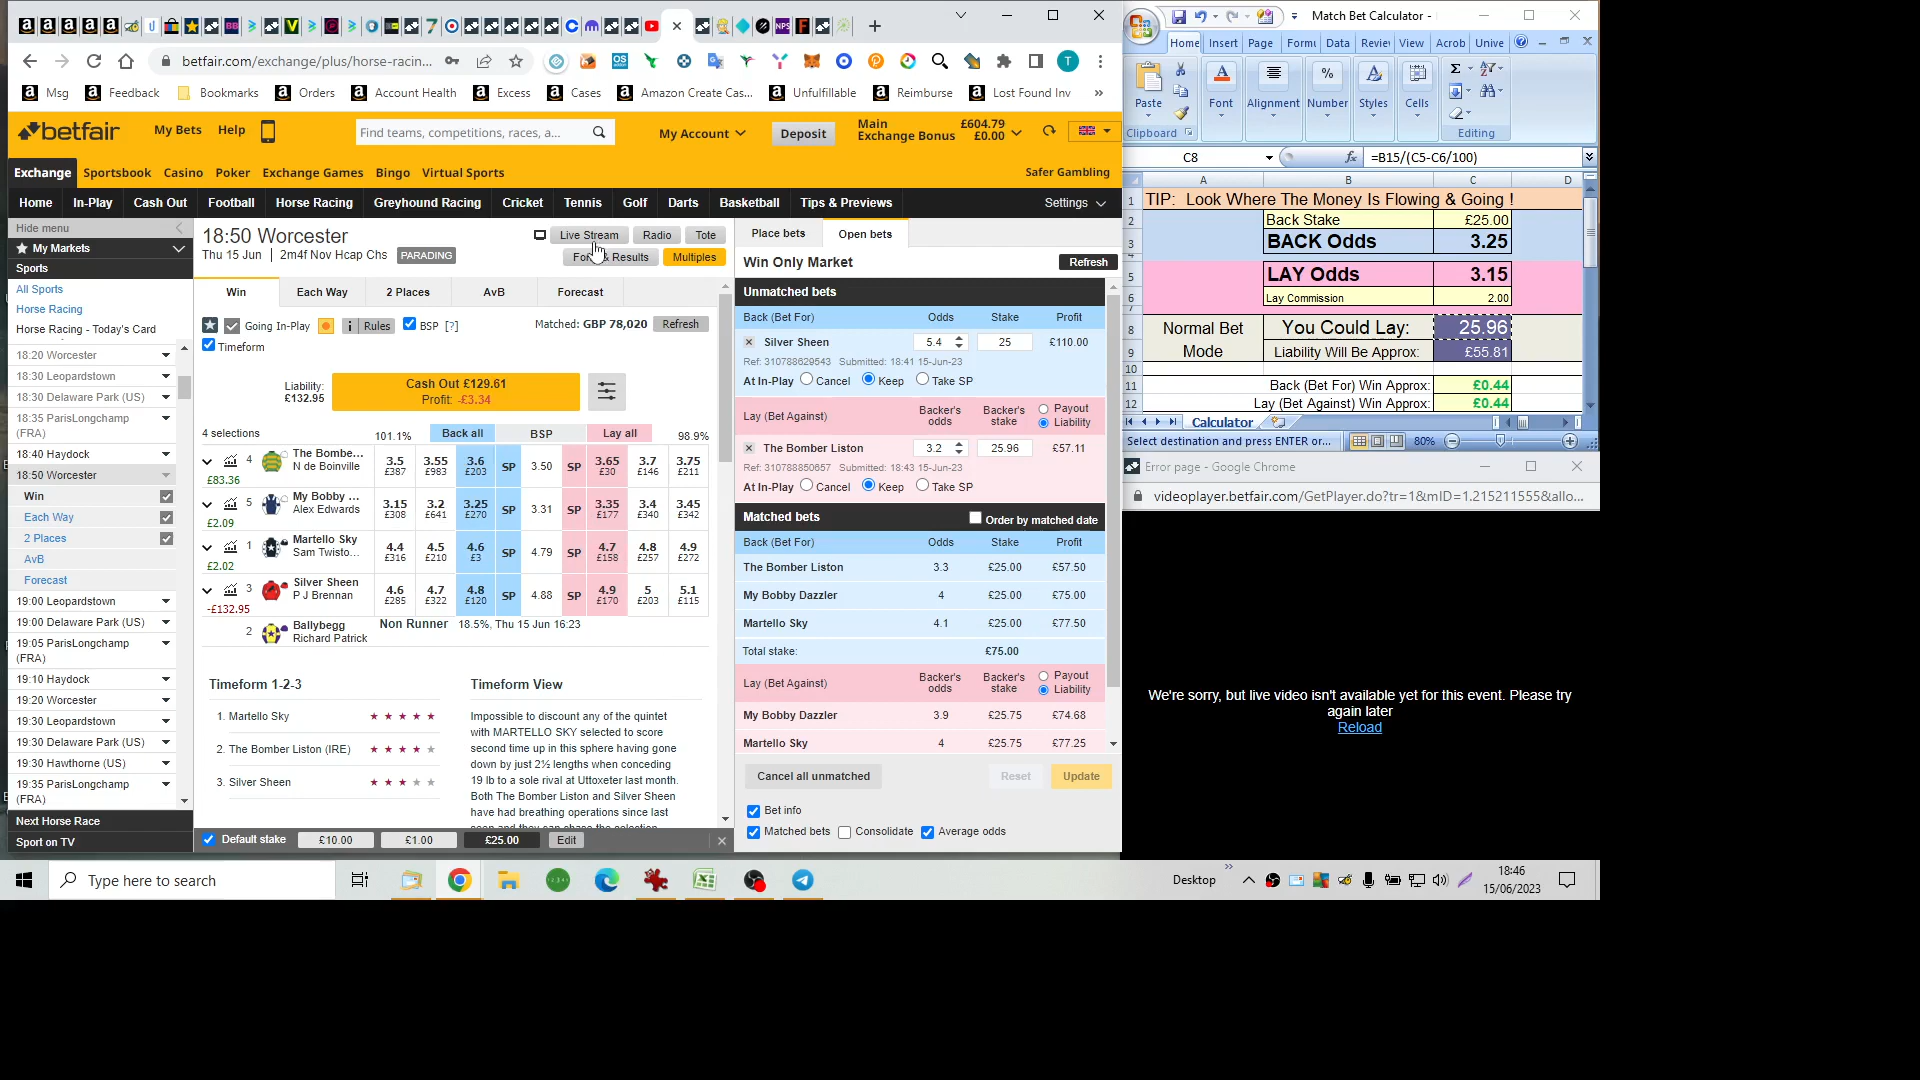 betfair.com/exchange/plus/horse-racin...
Msg Feedback Bookmarks Orders Account Health Excess Cases Amazon Create Cas... Unfulfillable Reimburse Lost Found Inv »
betfair My Bets Help Find teams, competitions, races, a... My Account Deposit
Main £604.79
Exchange Bonus £0.00
Exchange Sportsbook Casino Poker Exchange Games Bingo Virtual Sports Safer Gambling
Home In-Play Cash Out Football Horse Racing Greyhound Racing Cricket Tennis Golf Darts Basketball Tips & Previews Settings
Hide menu
My Markets
Sports
All Sports
Horse Racing
Horse Racing - Today's Card
18:20 Worcester
18:30 Leopardstown
18:30 Delaware Park (US)
18:35 ParisLongchamp
(FRA)
18:40 Haydock
18:50 Worcester
Win
Each Way
2 Places
AvB
Forecast
19:00 Leopardstown
19:00 Delaware Park (US)
19:05 ParisLongchamp
(FRA)
19:10 Haydock
19:20 Worcester
19:30 Leopardstown
19:30 Delaware Park (US)
19:30 Hawthorne (US)
19:35 ParisLongchamp
(FRA)
Next Horse Race
Sport on TV
18:50 Worcester
Live Stream Radio Tote
Thu 15 Jun 2m4f Nov Hcap Chs PARADING
& Results Multiples
Win Each Way 2 Places AvB Forecast
Going In-Play i Rules BSP [?] Matched: GBP 78,020 Refresh
Timeform
Liability:
£132.95
Cash Out £129.61
Profit: -£3.34
4 selections 101.1% Back all BSP Lay all 98.9%
4 The Bombe... N de Boinville 3.5 £387 3.55 £983 3.6 £203 SP 3.50 SP 3.65 £30 3.7 £146 3.75 £211
£83.36
5 My Bobby ... Alex Edwards 3.15 £308 3.2 £641 3.25 £270 SP 3.31 SP 3.35 £177 3.4 £340 3.45 £342
£2.09
1 Martello Sky Sam Twisto... 4.4 £316 4.5 £210 4.6 £3 SP 4.79 SP 4.7 £158 4.8 £257 4.9 £272
£2.02
3 Silver Sheen P J Brennan 4.6 £285 4.7 £322 4.8 £120 SP 4.88 SP 4.9 £170 5 £203 5.1 £115
-£132.95
2 Ballybegg Richard Patrick Non Runner 18.5%, Thu 15 Jun 16:23
Timeform 1-2-3
1. Martello Sky
2. The Bomber Liston (IRE)
3. Silver Sheen
Timeform View
Impossible to discount any of the quintet
with MARTELLO SKY selected to score
second time up in this sphere having gone
down by just 2½ lengths when conceding
19 lb to a sole rival at Uttoxeter last month.
Both The Bomber Liston and Silver Sheen
have had breathing operations since last
seen and they can chase the selection
Default stake £10.00 £1.00 £25.00 Edit
Place bets Open bets
Win Only Market Refresh
Unmatched bets
Back (Bet For) Odds Stake Profit
Silver Sheen 5.4 25 £110.00
Ref: 310788629543 Submitted: 18:41 15-Jun-23
At In-Play Cancel Keep Take SP
Lay (Bet Against) Backer's odds Backer's stake Payout Liability
The Bomber Liston 3.2 25.96 £57.11
Ref: 310788850657 Submitted: 18:43 15-Jun-23
At In-Play Cancel Keep Take SP
Matched bets Order by matched date
Back (Bet For) Odds Stake Profit
The Bomber Liston 3.3 £25.00 £57.50
My Bobby Dazzler 4 £25.00 £75.00
Martello Sky 4.1 £25.00 £77.50
Total stake: £75.00
Lay (Bet Against) Backer's odds Backer's stake Payout Liability
My Bobby Dazzler 3.9 £25.75 £74.68
Martello Sky 4 £25.75 £77.25
Cancel all unmatched Reset Update
Bet info
Matched bets Consolidate Average odds
Match Bet Calculator -
Home Insert Page Formu Data Reviei View Acrob Unive
Paste Font Alignment Number Styles Cells
Clipboard Editing
C8 fx =B15/(C5-C6/100)
A B C D
1 TIP: Look Where The Money Is Flowing & Going !
2 Back Stake £25.00
3 BACK Odds 3.25
5 LAY Odds 3.15
6 Lay Commission 2.00
8 Normal Bet You Could Lay: 25.96
9 Mode Liability Will Be Approx: £55.81
10
11 Back (Bet For) Win Approx: £0.44
12 Lay (Bet Against) Win Approx: £0.44
Calculator
Select destination and press ENTER or... 80%
Error page - Google Chrome
videoplayer.betfair.com/GetPlayer.do?tr=1&mID=1.215211555&allo...
We're sorry, but live video isn't available yet for this event. Please try
again later
Reload
Type here to search
Desktop
18:46
15/06/2023